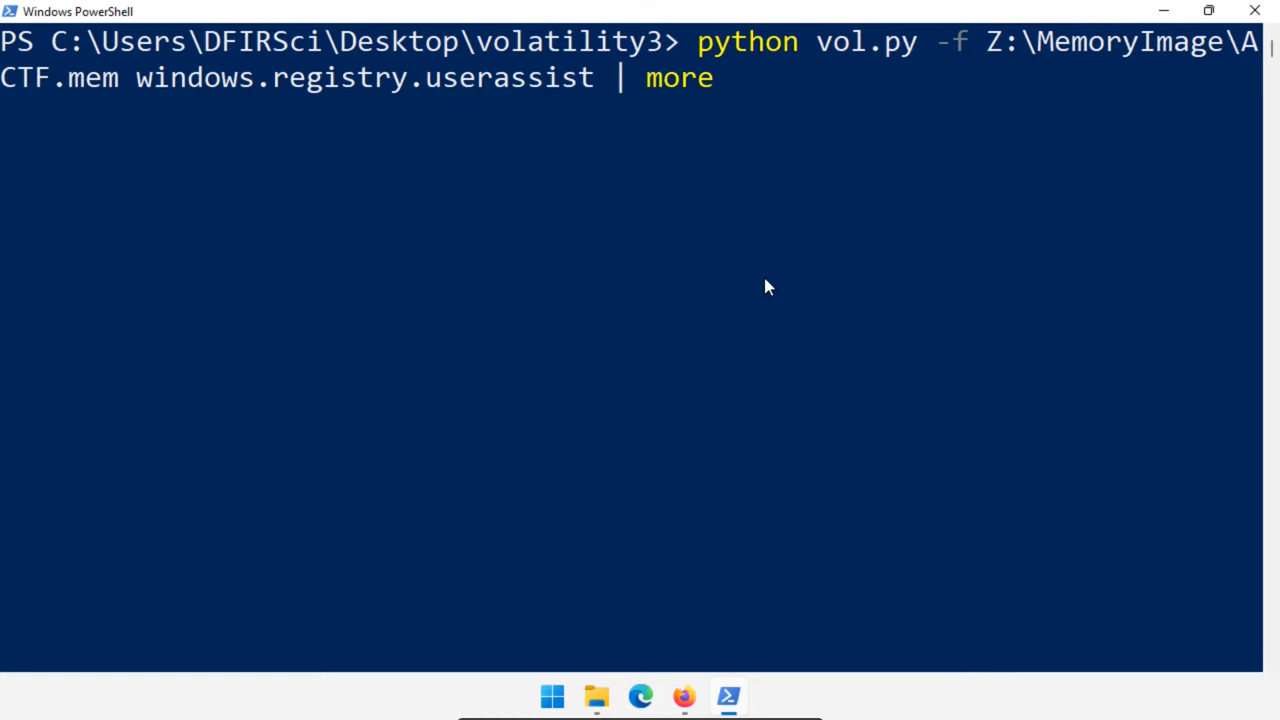 Windows PowerShell
PS C:\Users\DFIRSci\Desktop\volatility3> python vol.py -f Z:\MemoryImage\A
CTF.mem windows.registry.userassist | more